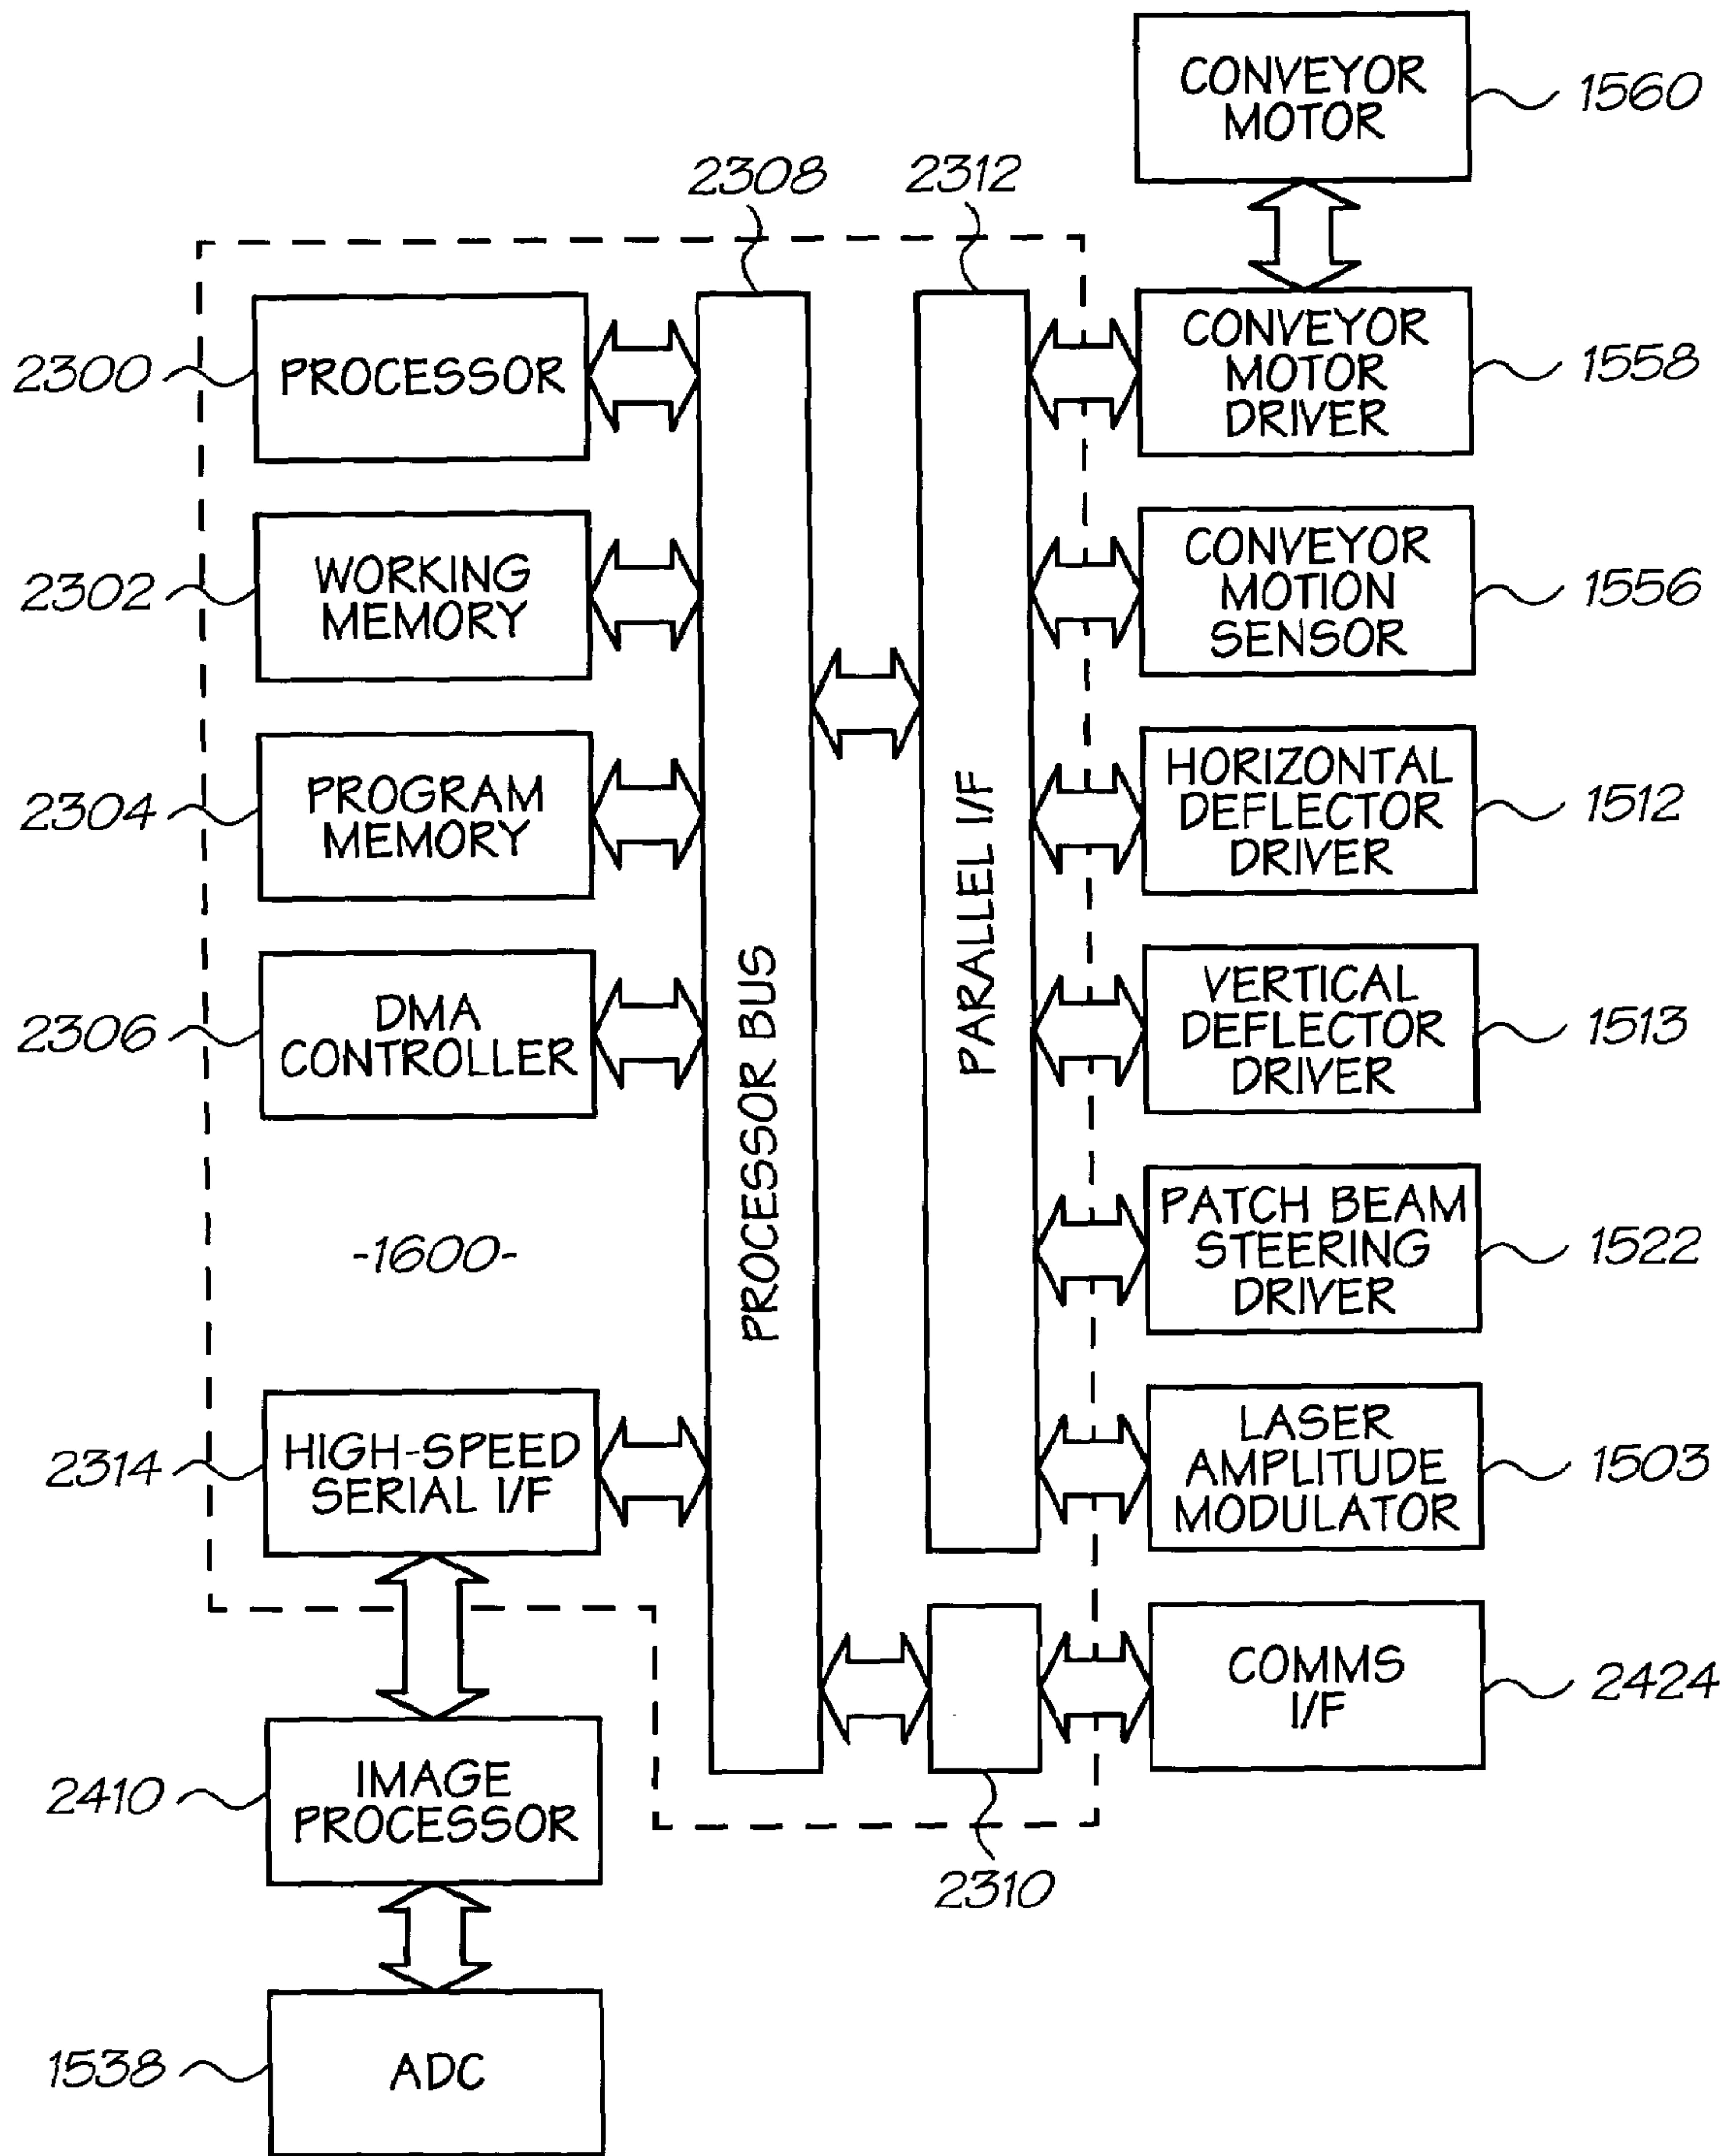 CONVEYOR
MOTOR
1560
2308
2312
2300
PROCESSOR
CONVEYOR
MOTOR
DRIVER
1558
2302
WORKING
MEMORY
CONVEYOR
MOTION
SENSOR
1556
2304
PROGRAM
MEMORY
HORIZONTAL
DEFLECTOR
DRIVER
1512
PROCESSOR BUS
PARALLEL I/F
2306
DMA
CONTROLLER
VERTICAL
DEFLECTOR
DRIVER
1513
-1600-
PATCH BEAM
STEERING
DRIVER
1522
2314
HIGH-SPEED
SERIAL I/F
LASER
AMPLITUDE
MODULATOR
1503
COMMS
I/F
2424
2410
IMAGE
PROCESSOR
2310
1538
ADC